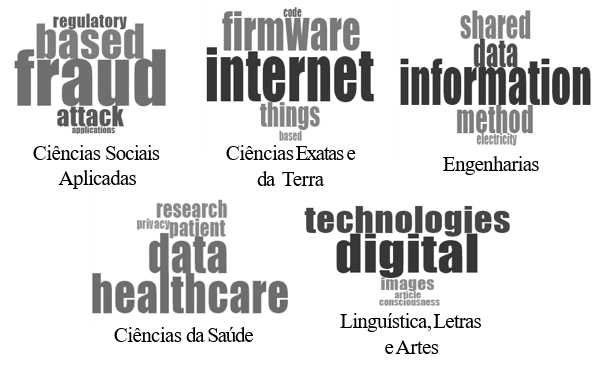 regulatory
based
fraud
attack
applications
Ciências Sociais
Aplicadas
code
firmware
internet
things
based
Ciências Exatas e
da Terra
shared
data
information
method
electricity
Engenharias
research
privacy patient
data
healthcare
Ciências da Saúde
technologies
digital
images
article
consciousness
Linguística, Letras
e Artes